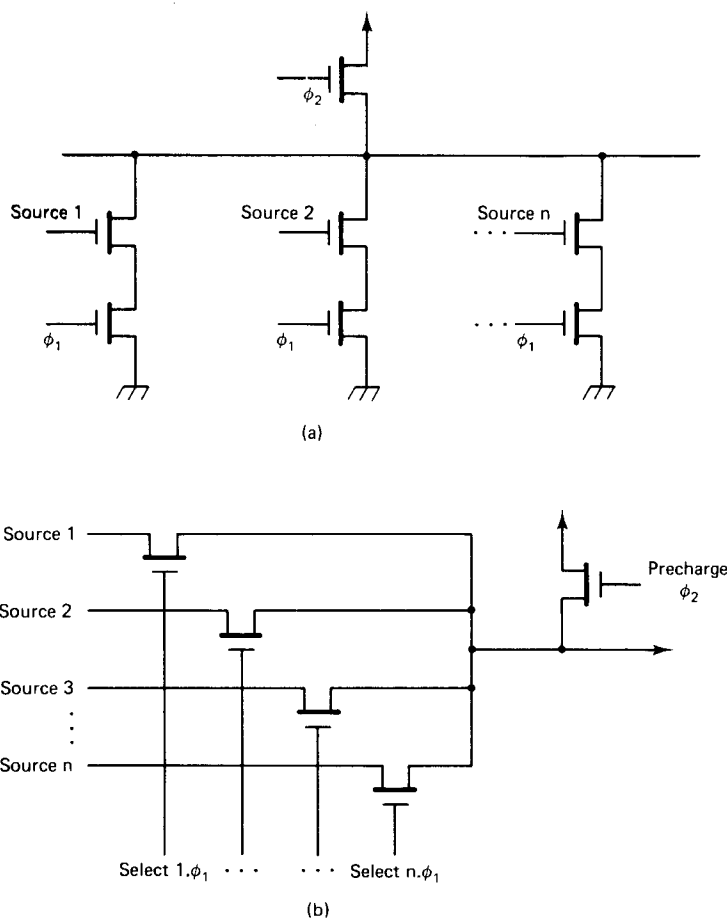 ϕ₂
Source 1
Source 2
Source n
. . .
ϕ₁
ϕ₁
. . .
ϕ₁
(a)
Source 1
Precharge
ϕ₂
Source 2
Source 3
. . .
Source n
Select 1.ϕ₁ . . . . . . Select n.ϕ₁
(b)